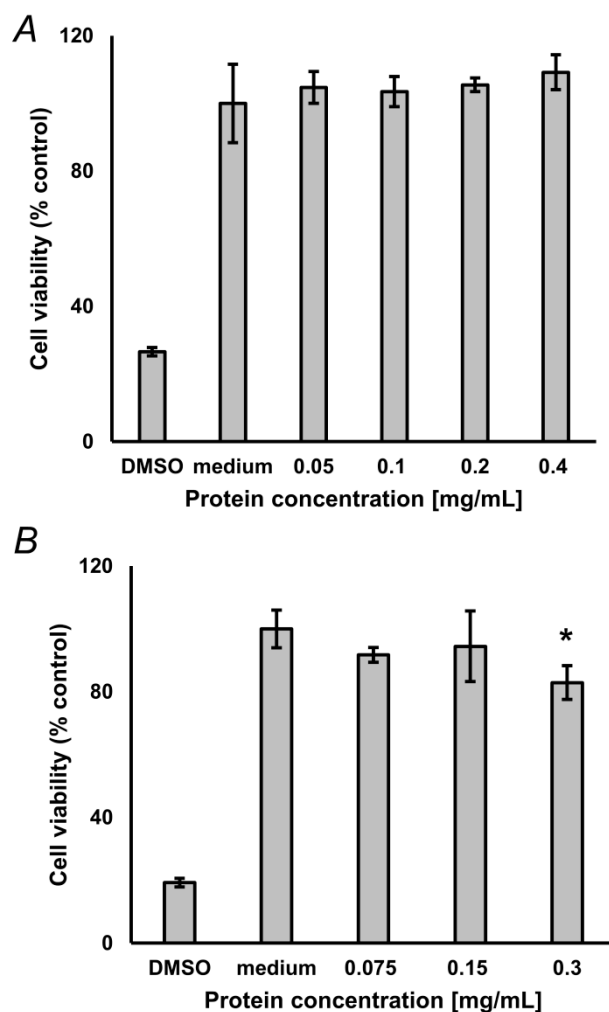 A
120
80
40
0
Cell viability (% control)
DMSO medium 0.05 0.1 0.2 0.4
Protein concentration [mg/mL]
B
120
80
40
0
Cell viability (% control)
*
DMSO medium 0.075 0.15 0.3
Protein concentration [mg/mL]